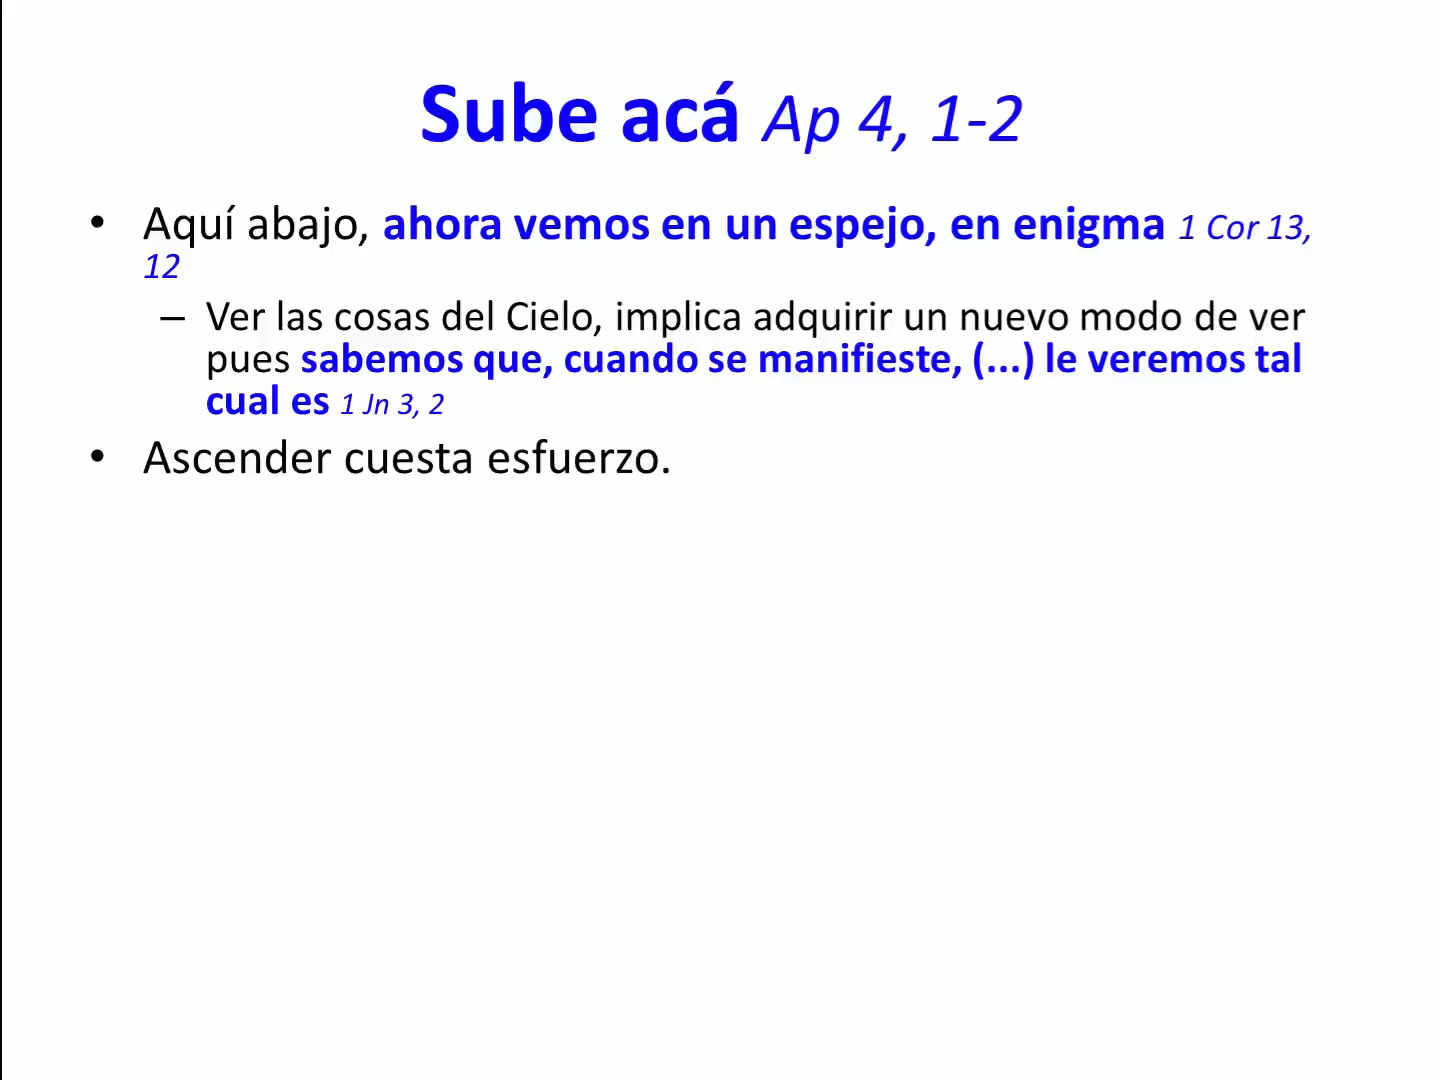 Sube acá Ap 4, 1-2
• Aquí abajo, ahora vemos en un espejo, en enigma 1 Cor 13,
12
– Ver las cosas del Cielo, implica adquirir un nuevo modo de ver
pues sabemos que, cuando se manifieste, (...) le veremos tal
cual es 1 Jn 3, 2
• Ascender cuesta esfuerzo.